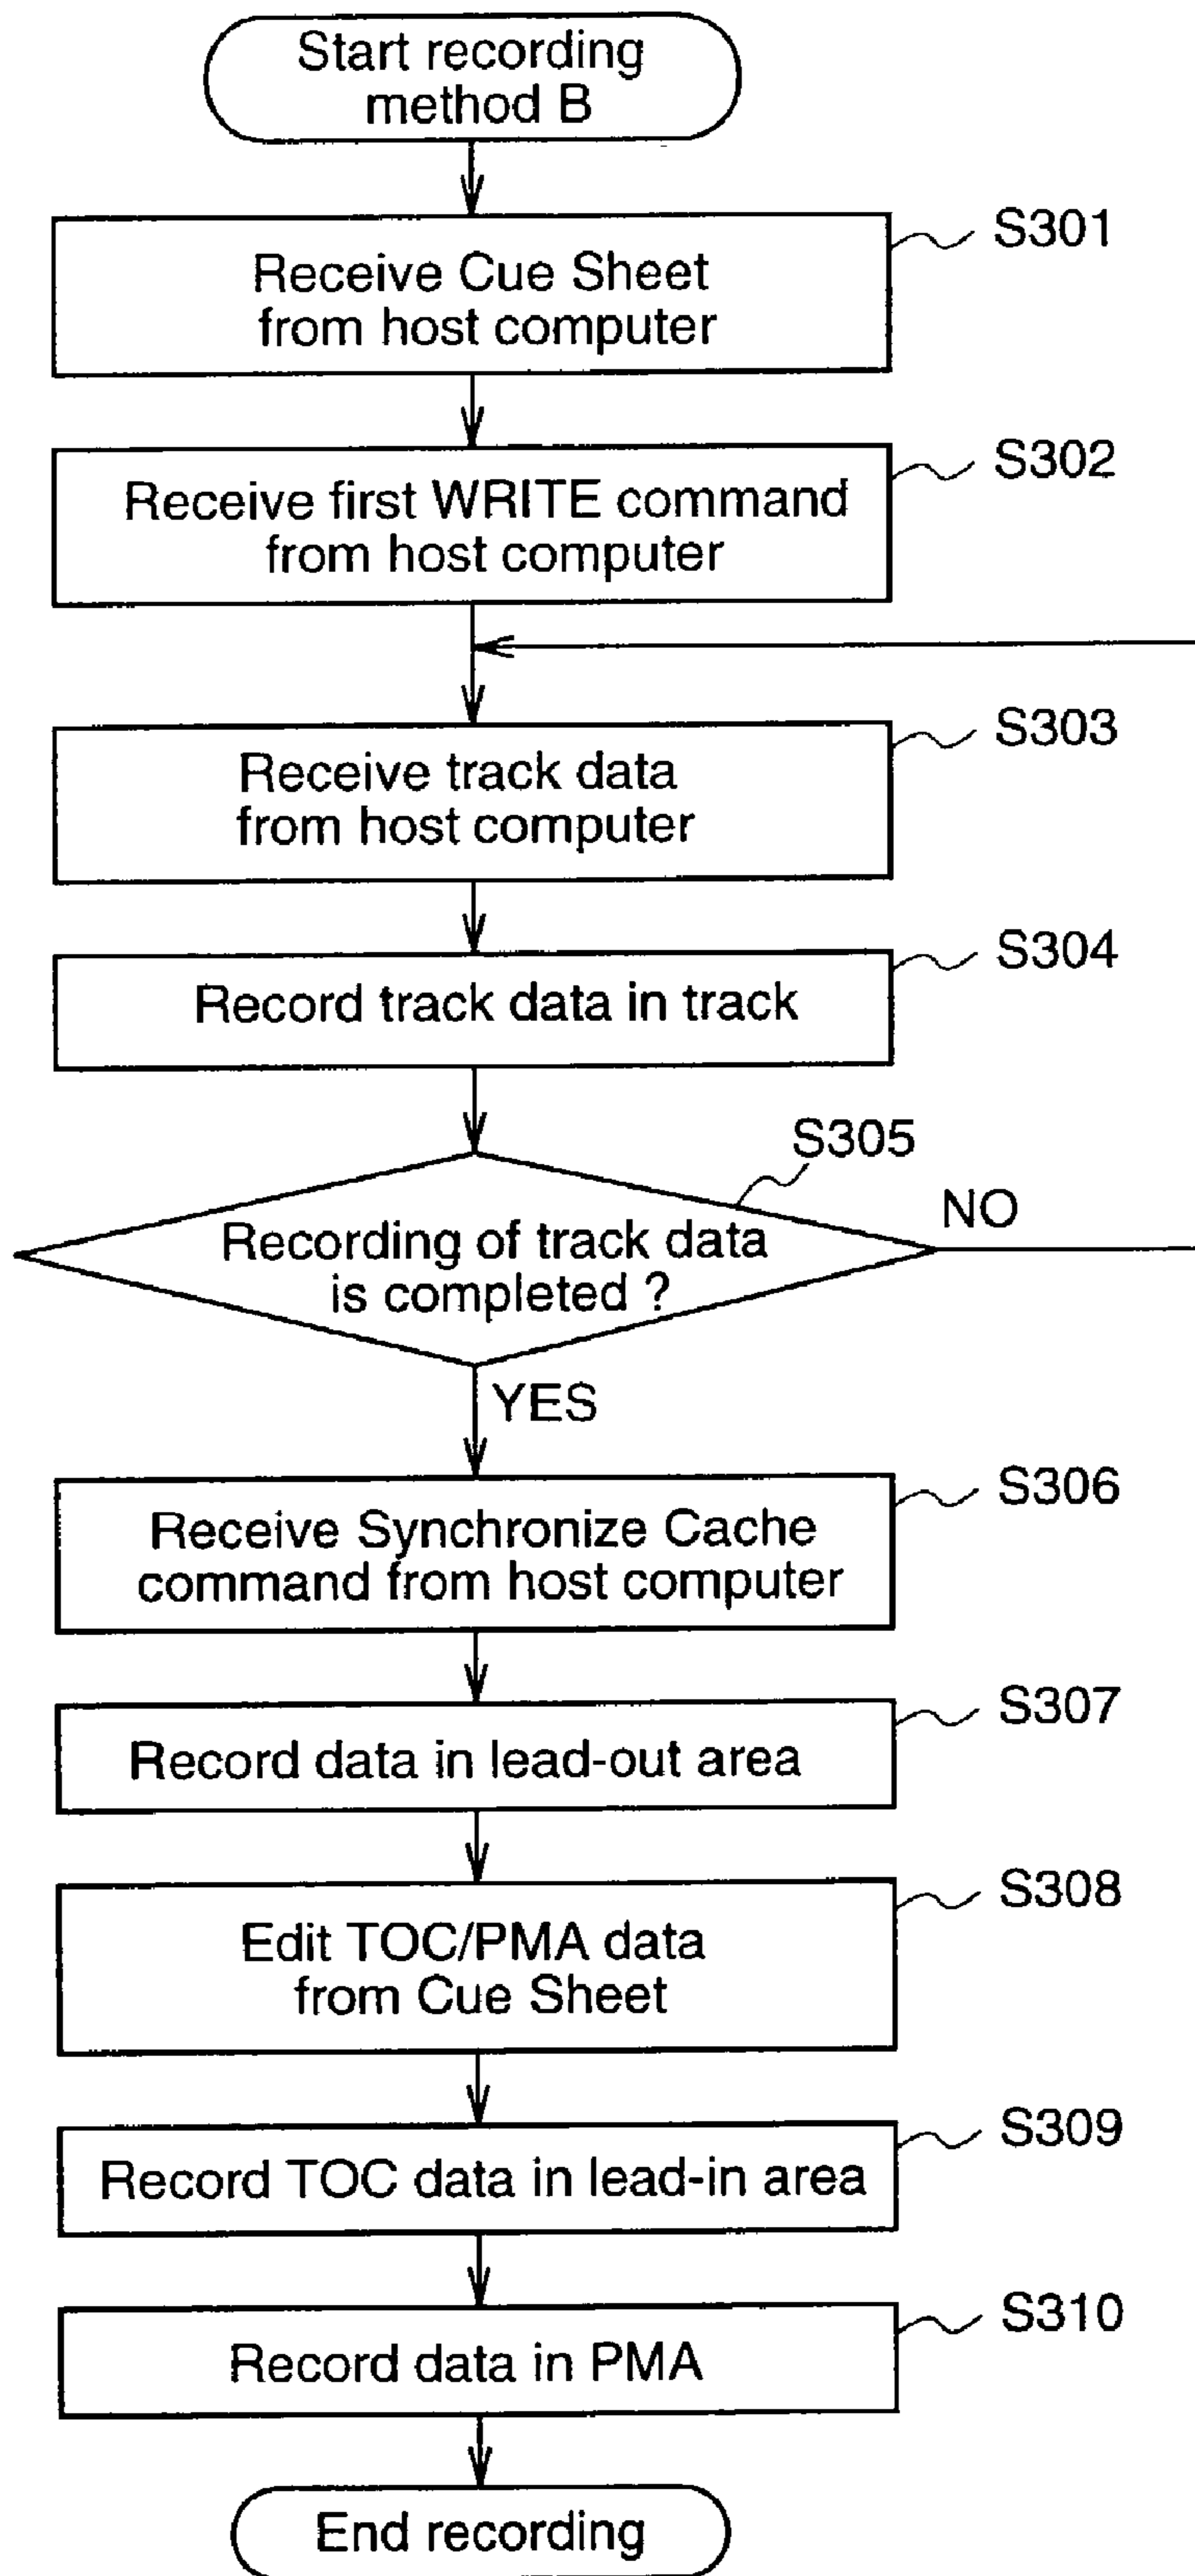 Start recording
method B
S301
Receive Cue Sheet
from host computer
S302
Receive first WRITE command
from host computer
S303
Receive track data
from host computer
S304
Record track data in track
S305
Recording of track data
is completed ?
NO
YES
S306
Receive Synchronize Cache
command from host computer
S307
Record data in lead-out area
S308
Edit TOC/PMA data
from Cue Sheet
S309
Record TOC data in lead-in area
S310
Record data in PMA
End recording